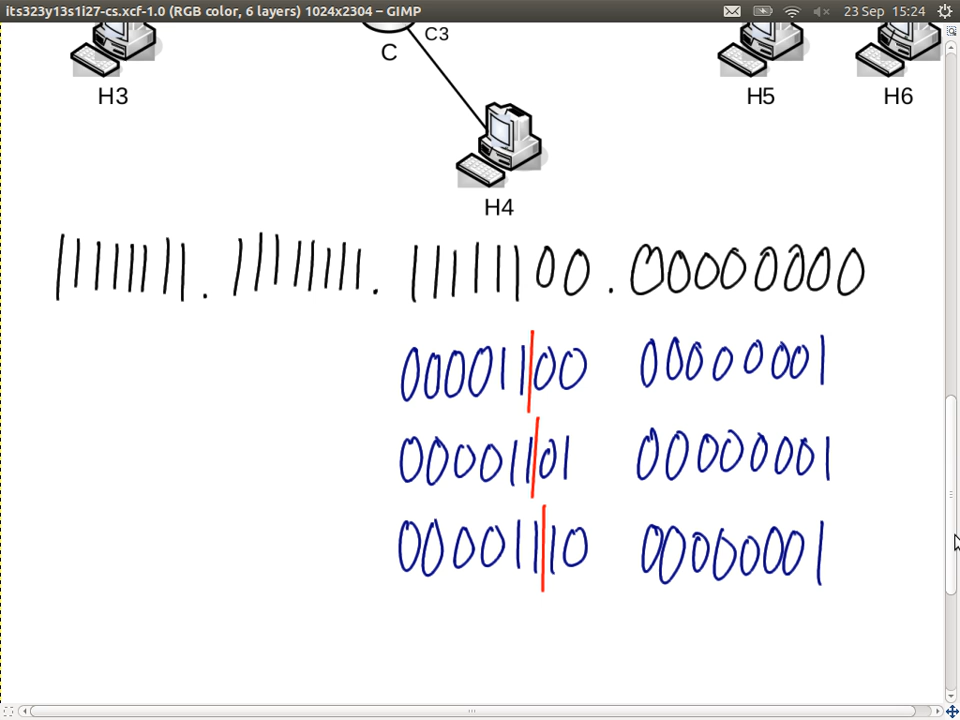 its323y13s1i27-cs.xcf-1.0 (RGB color, 6 layers) 1024x2304 – GIMP 23 Sep 15:24
C3
C
H3 H5 H6
H4
11111111.11111111.11111100.00000000
00001100 00000001
00001101 00000001
00001110 00000001